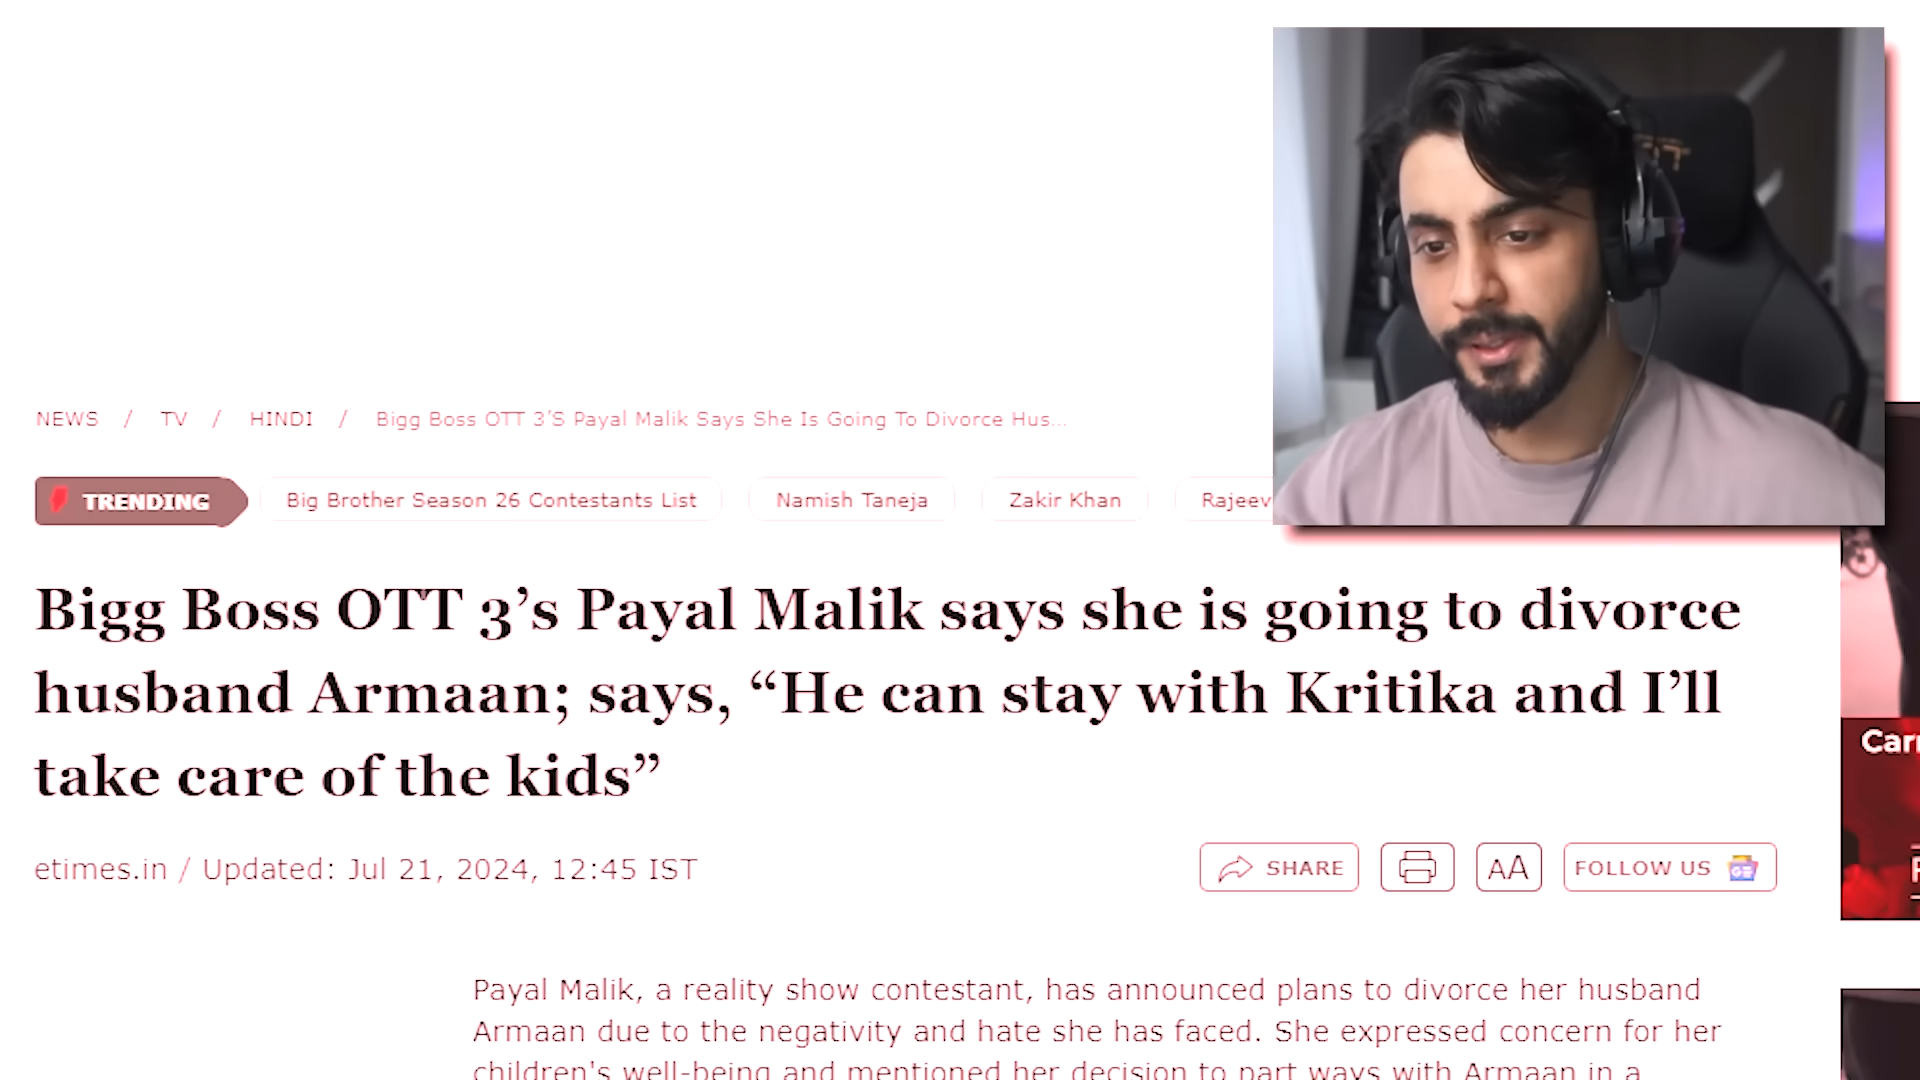 NEWS / TV / HINDI / Bigg Boss OTT 3'S Payal Malik Says She Is Going To Divorce Hus...
TRENDING Big Brother Season 26 Contestants List Namish Taneja Zakir Khan Rajeev
Bigg Boss OTT 3’s Payal Malik says she is going to divorce
husband Armaan; says, “He can stay with Kritika and I’ll
take care of the kids”
etimes.in / Updated: Jul 21, 2024, 12:45 IST
SHARE AA FOLLOW US
Payal Malik, a reality show contestant, has announced plans to divorce her husband
Armaan due to the negativity and hate she has faced. She expressed concern for her
children's well-being and mentioned her decision to part ways with Armaan in a